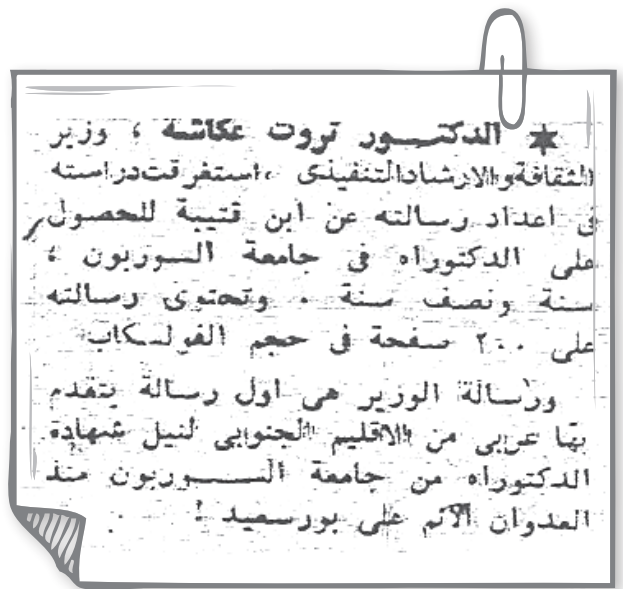 ★ الدكتـــور ثروت عكاشة ، وزير
الثقافة والارشاد التنفيذى ، استغرقت دراسته
فى اعداد رسالته عن ابن قتيبة للحصول
على الدكتوراه فى جامعة السوربون ؛
سنة ونصف سنة . وتحتوى رسالته
على ٢٠٠ صفحة فى حجم الفولسكاب
ورسالة الوزير هى اول رسالة يتقدم
بها عربى من الاقليم الجنوبى لنيل شهادة
الدكتوراه من جامعة الســـوربون منذ
العدوان الآثم على بورسعيد !